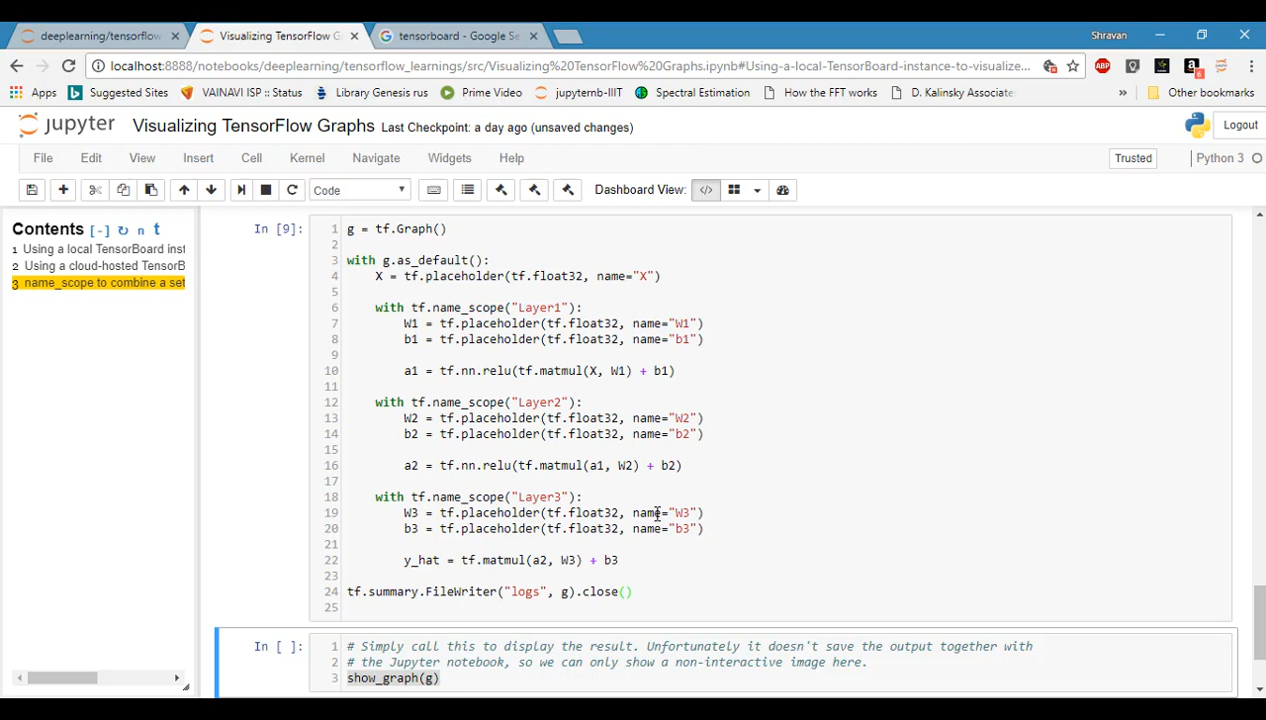 deeplearning/tensorflow
Visualizing TensorFlow G
tensorboard - Google Se
Shravan
localhost:8888/notebooks/deeplearning/tensorflow_learnings/src/Visualizing%20TensorFlow%20Graphs.ipynb#Using-a-local-TensorBoard-instance-to-visualize...
ABP
6
Apps
Suggested Sites
VAINAVI ISP :: Status
Library Genesis rus
Prime Video
jupyternb-IIIT
Spectral Estimation
How the FFT works
D. Kalinsky Associate
»
Other bookmarks
jupyter
Visualizing TensorFlow Graphs
Last Checkpoint: a day ago (unsaved changes)
Logout
File
Edit
View
Insert
Cell
Kernel
Navigate
Widgets
Help
Trusted
Python 3
Code
Dashboard View:
Contents [-] ↻ n t
1 Using a local TensorBoard inst
2 Using a cloud-hosted TensorB
3 name_scope to combine a set
In [9]:
1 g = tf.Graph()
2
3 with g.as_default():
4 X = tf.placeholder(tf.float32, name="X")
5
6 with tf.name_scope("Layer1"):
7 W1 = tf.placeholder(tf.float32, name="W1")
8 b1 = tf.placeholder(tf.float32, name="b1")
9
10 a1 = tf.nn.relu(tf.matmul(X, W1) + b1)
11
12 with tf.name_scope("Layer2"):
13 W2 = tf.placeholder(tf.float32, name="W2")
14 b2 = tf.placeholder(tf.float32, name="b2")
15
16 a2 = tf.nn.relu(tf.matmul(a1, W2) + b2)
17
18 with tf.name_scope("Layer3"):
19 W3 = tf.placeholder(tf.float32, name="W3")
20 b3 = tf.placeholder(tf.float32, name="b3")
21
22 y_hat = tf.matmul(a2, W3) + b3
23
24 tf.summary.FileWriter("logs", g).close()
25
In [ ]:
1 # Simply call this to display the result. Unfortunately it doesn't save the output together with
2 # the Jupyter notebook, so we can only show a non-interactive image here.
3 show_graph(g)